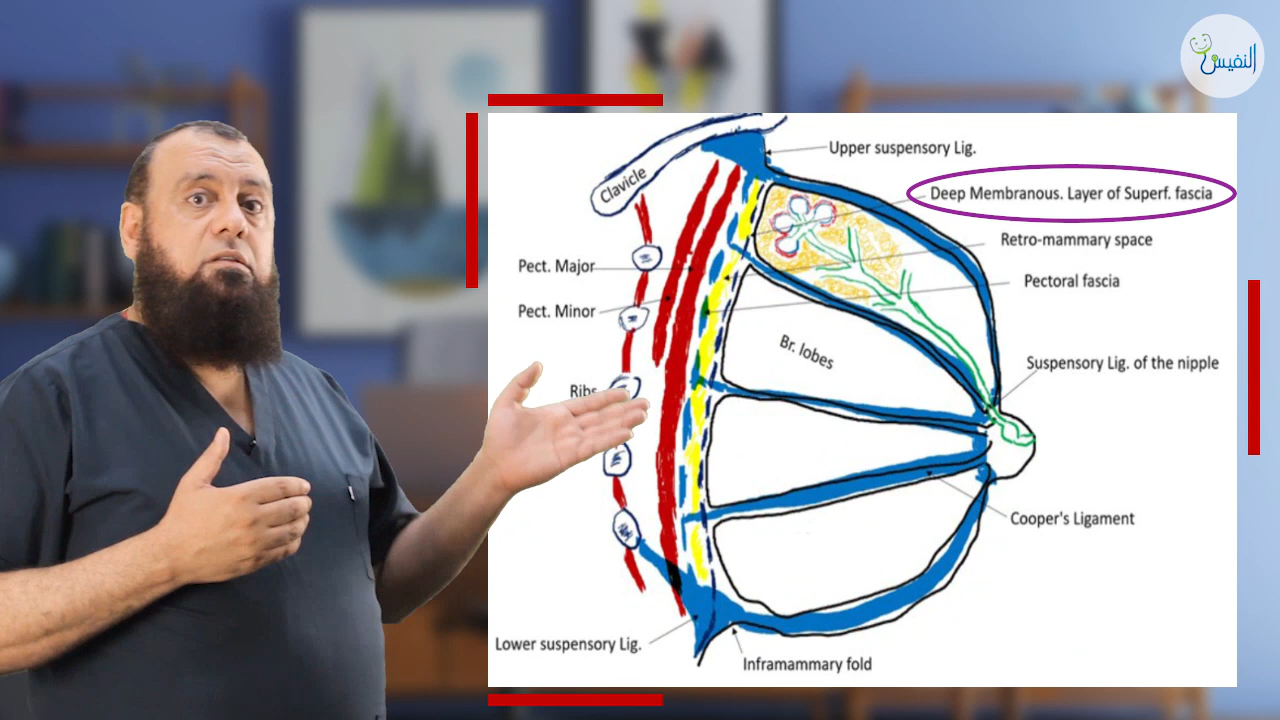 النفيس
Upper suspensory Lig.
Clavicle
Deep Membranous. Layer of Superf. fascia
Retro-mammary space
Pect. Major
Pectoral fascia
Pect. Minor
Br. lobes
Suspensory Lig. of the nipple
Ribs
Cooper's Ligament
Lower suspensory Lig.
Inframammary fold